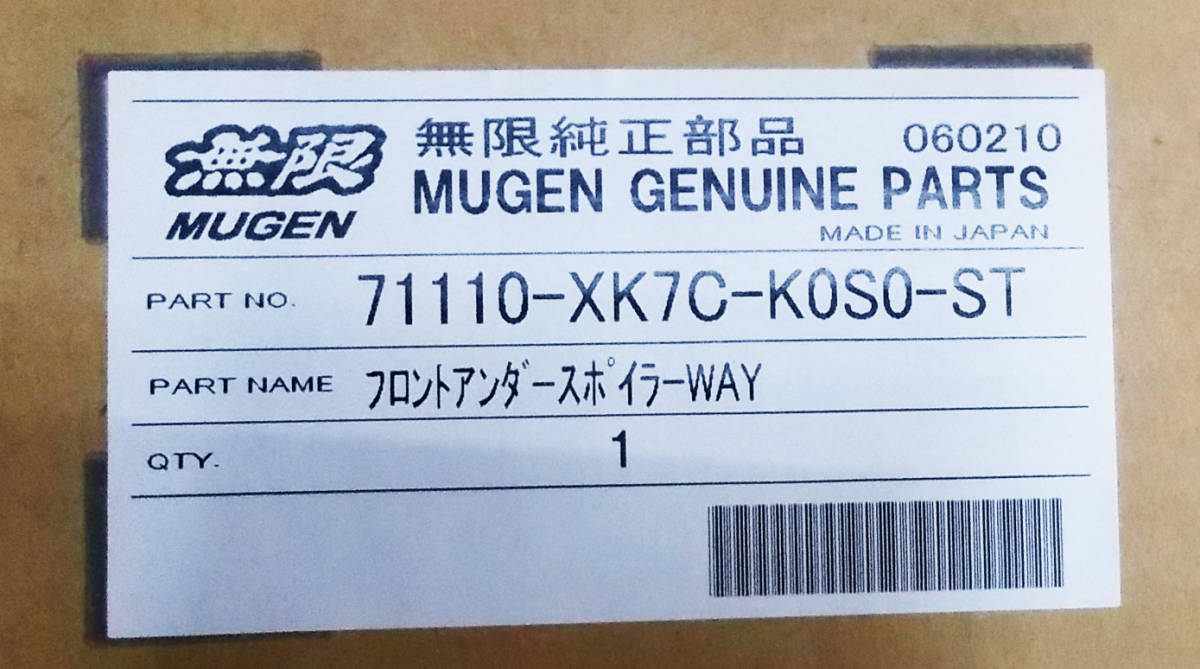 無限
MUGEN
無限純正部品 060210
MUGEN GENUINE PARTS
MADE IN JAPAN
PART NO. 71110-XK7C-K0S0-ST
PART NAME ﾌﾛﾝﾄｱﾝﾀﾞｰｽﾎﾟｲﾗｰWAY
QTY. 1